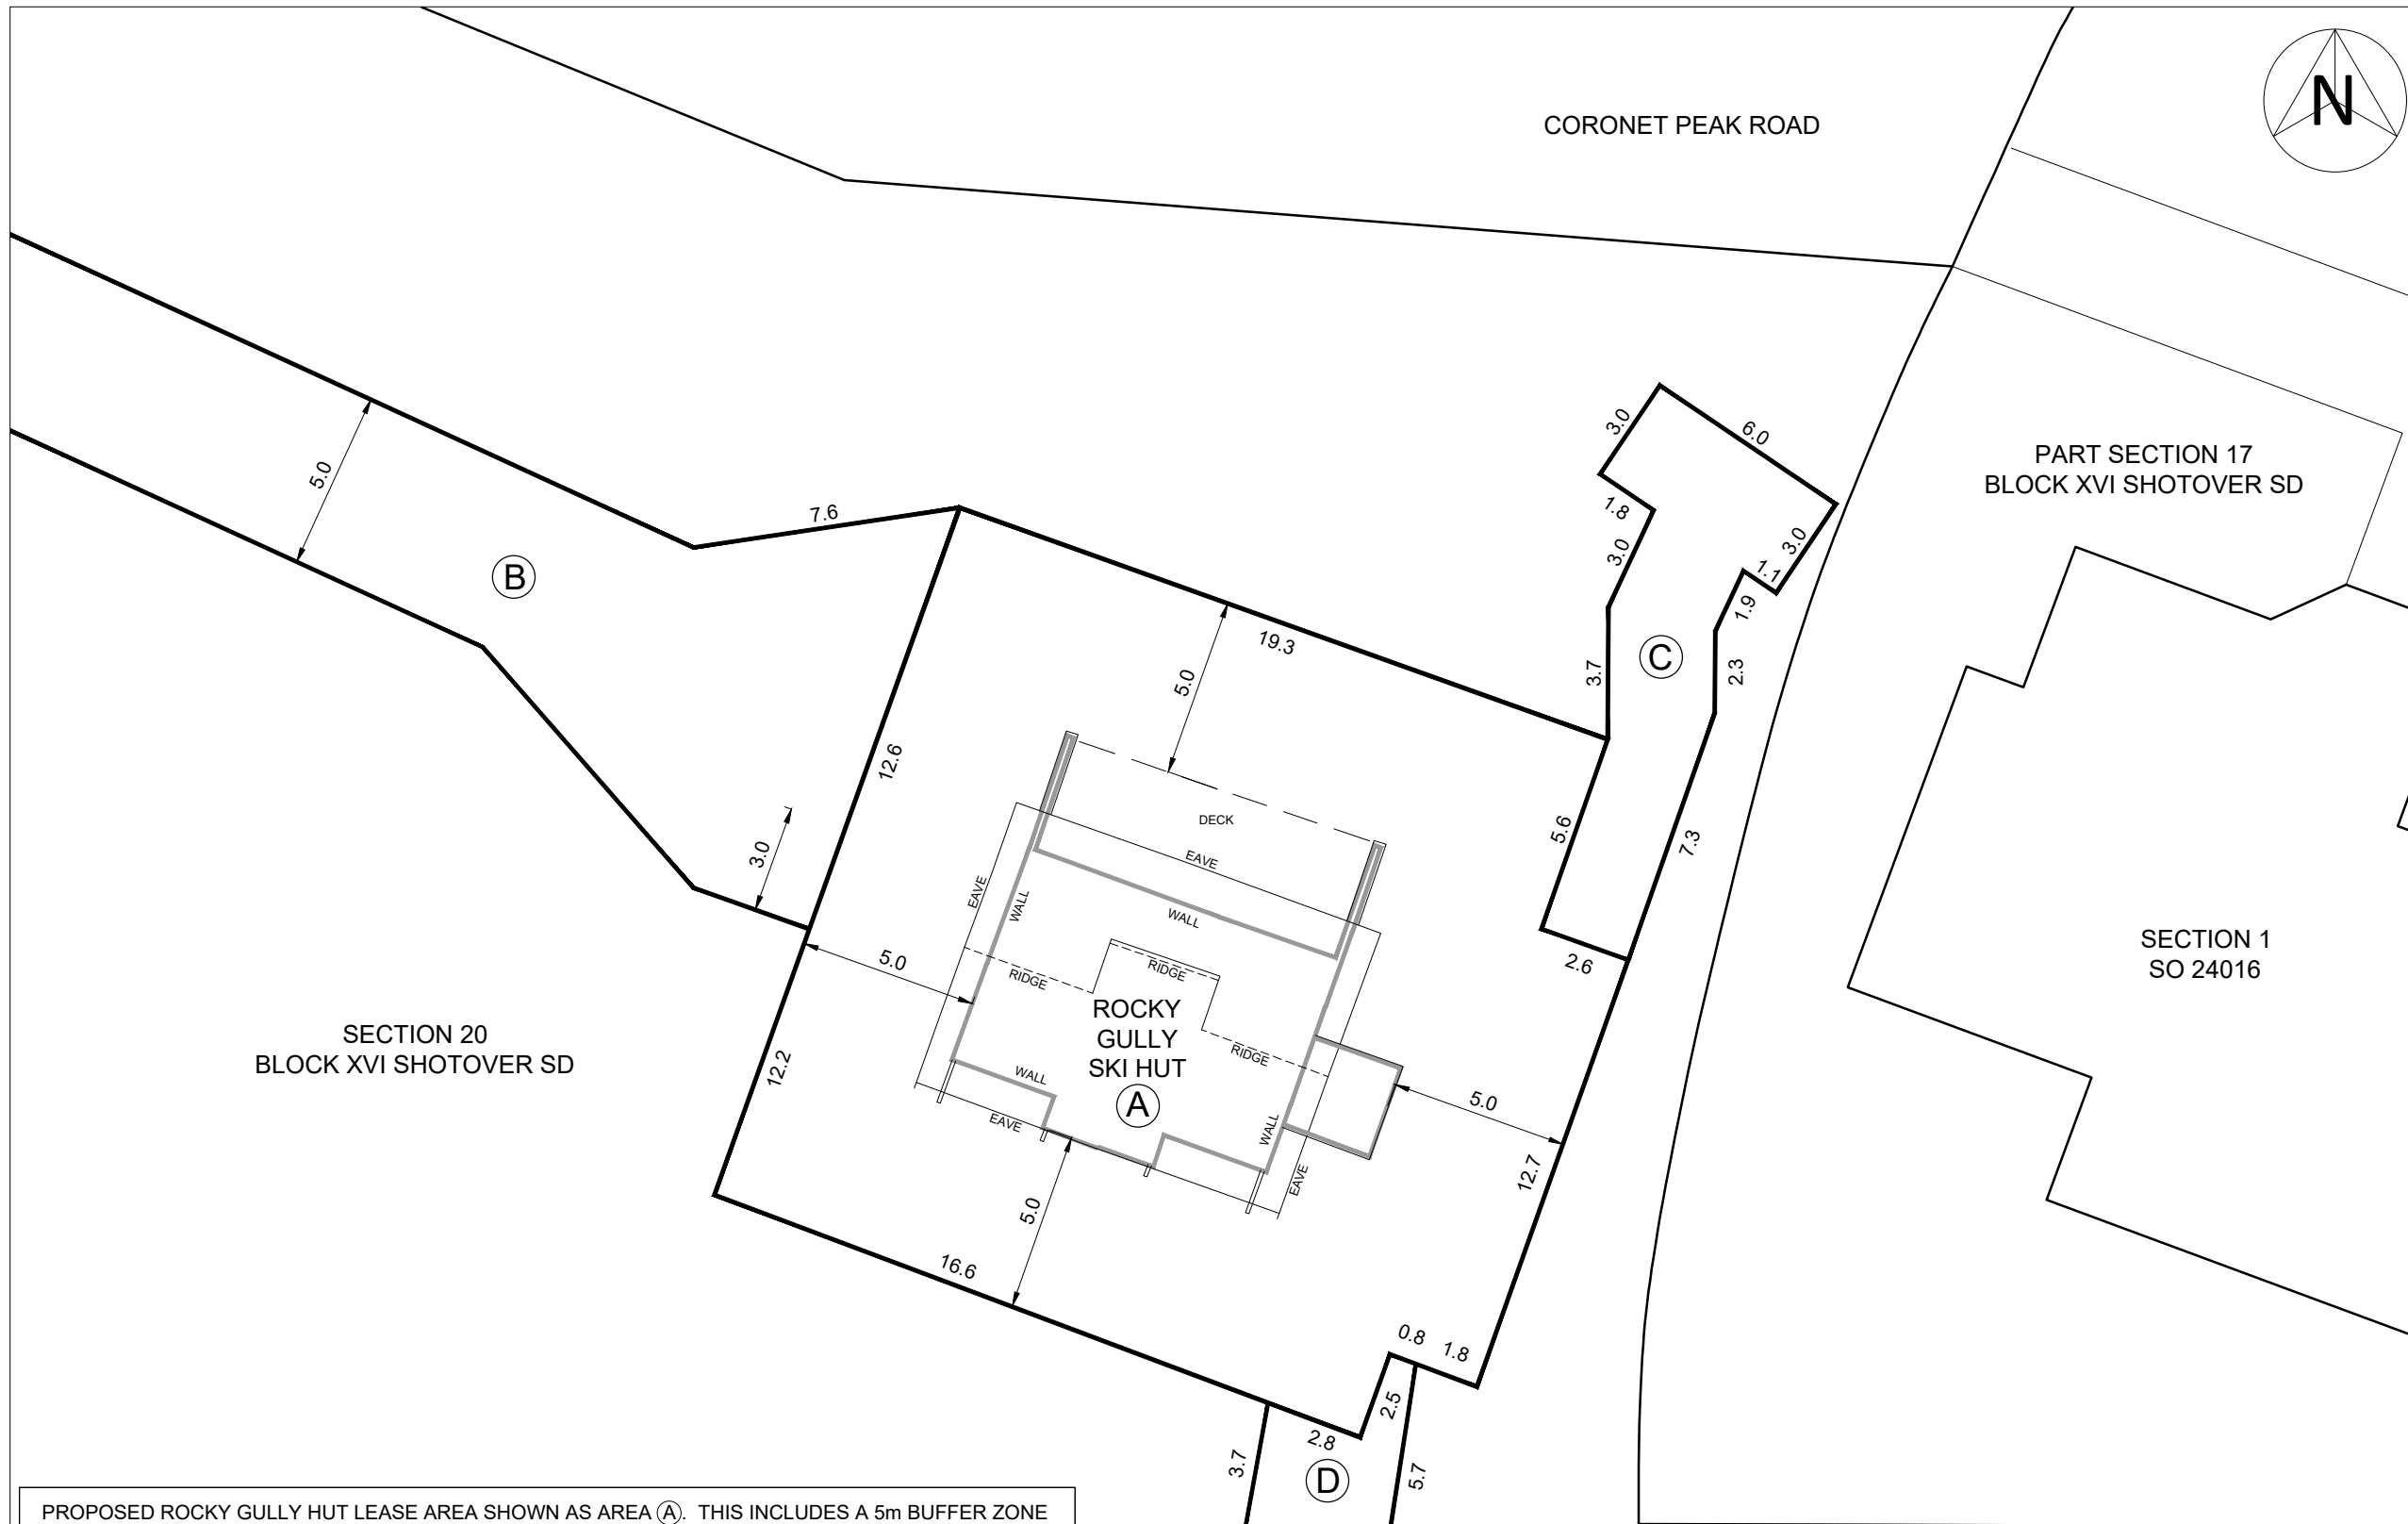 CORONET PEAK ROAD
N
PART SECTION 17
BLOCK XVI SHOTOVER SD
3.0
6.0
1.8
3.0
3.0
1.1
1.9
C
3.7
2.3
5.0
7.6
B
19.3
5.0
12.6
3.0
5.6
7.3
2.6
DECK
EAVE
EAVE
WALL
WALL
5.0
RIDGE
RIDGE
RIDGE
ROCKY
GULLY
SKI HUT
A
WALL
EAVE
WALL
EAVE
5.0
12.7
SECTION 1
SO 24016
SECTION 20
BLOCK XVI SHOTOVER SD
12.2
5.0
16.6
0.8
1.8
2.5
2.8
3.7
D
5.7
PROPOSED ROCKY GULLY HUT LEASE AREA SHOWN AS AREA A. THIS INCLUDES A 5m BUFFER ZONE